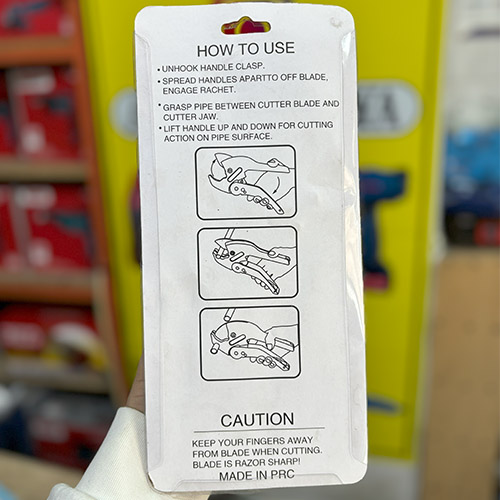 HOW TO USE
• UNHOOK HANDLE CLASP.
• SPREAD HANDLES APARTTO OFF BLADE,
ENGAGE RACHET.
• GRASP PIPE BETWEEN CUTTER BLADE AND
CUTTER JAW.
• LIFT HANDLE UP AND DOWN FOR CUTTING
ACTION ON PIPE SURFACE.
CAUTION
KEEP YOUR FINGERS AWAY
FROM BLADE WHEN CUTTING.
BLADE IS RAZOR SHARP!
MADE IN PRC